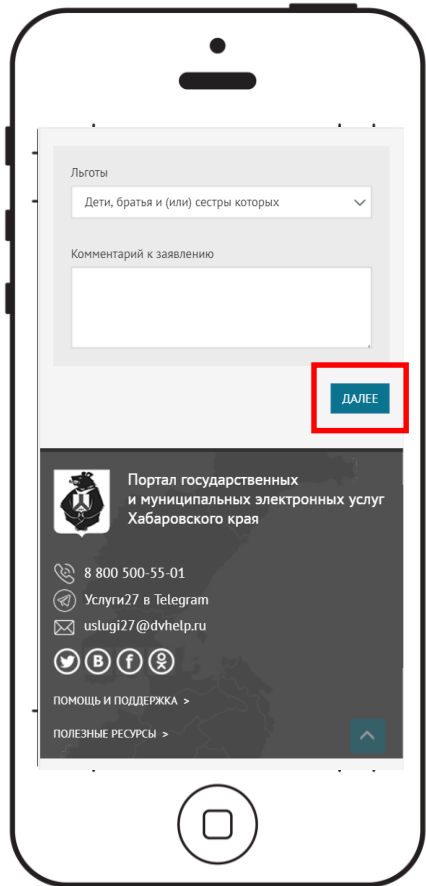 Льготы
Дети, братья и (или) сестры которых
Комментарий к заявлению
ДАЛЕЕ
Портал государственных
и муниципальных электронных услуг
Хабаровского края
8 800 500-55-01
Услуги27 в Telegram
uslugi27@dvhelp.ru
ПОМОЩЬ И ПОДДЕРЖКА >
ПОЛЕЗНЫЕ РЕСУРСЫ >